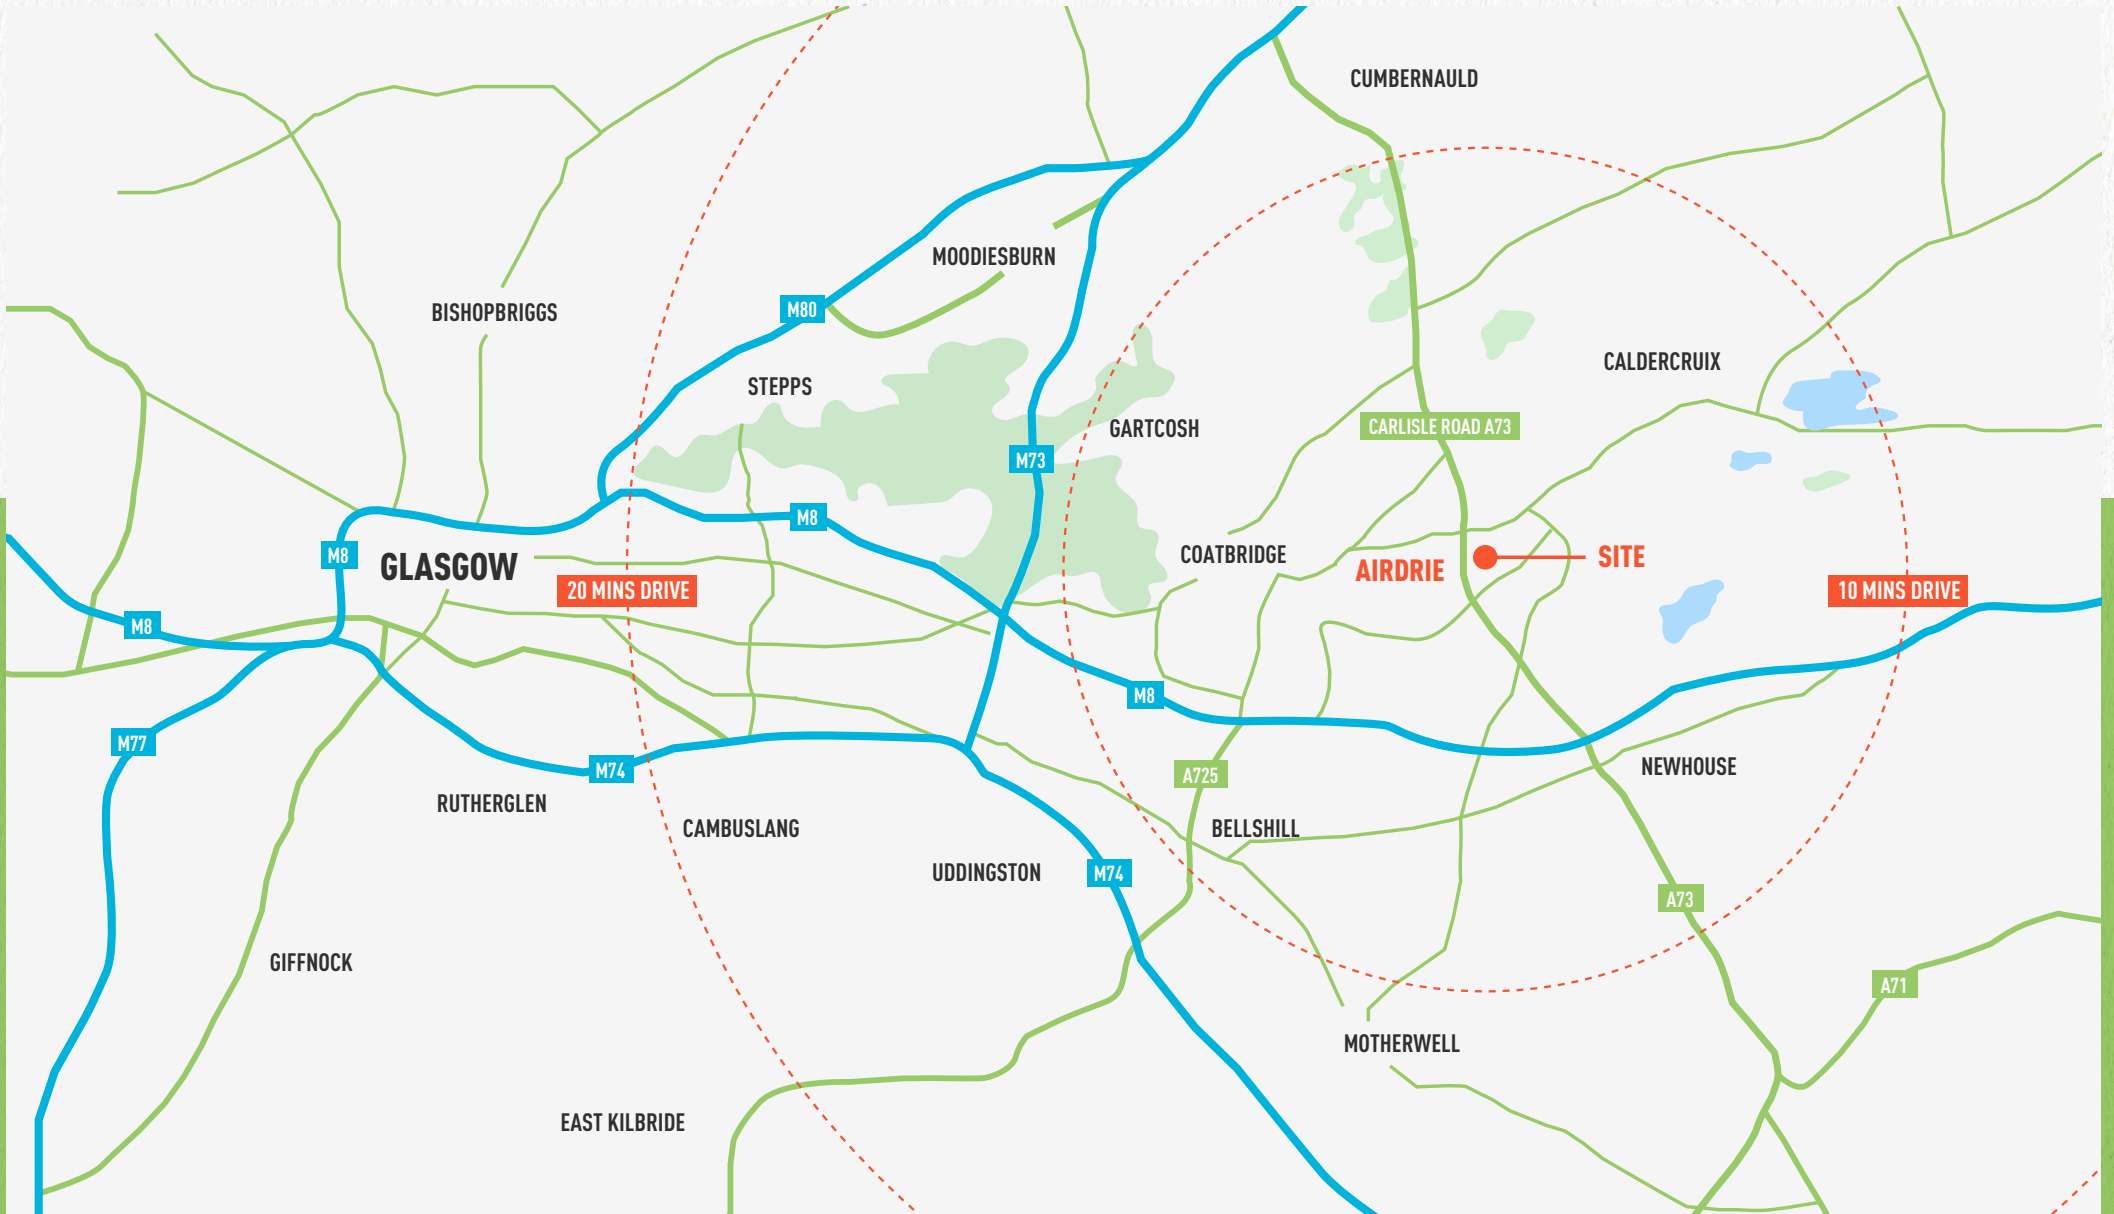 CUMBERNAULD
MOODIESBURN
M80
BISHOPBRIGGS
CALDERCRUIX
STEPPS
CARLISLE ROAD A73
GARTCOSH
M73
M8
M8
GLASGOW
COATBRIDGE
AIRDRIE
SITE
20 MINS DRIVE
10 MINS DRIVE
M8
M8
M77
M74
A725
NEWHOUSE
RUTHERGLEN
CAMBUSLANG
BELLSHILL
UDDINGSTON
M74
A73
GIFFNOCK
A71
MOTHERWELL
EAST KILBRIDE